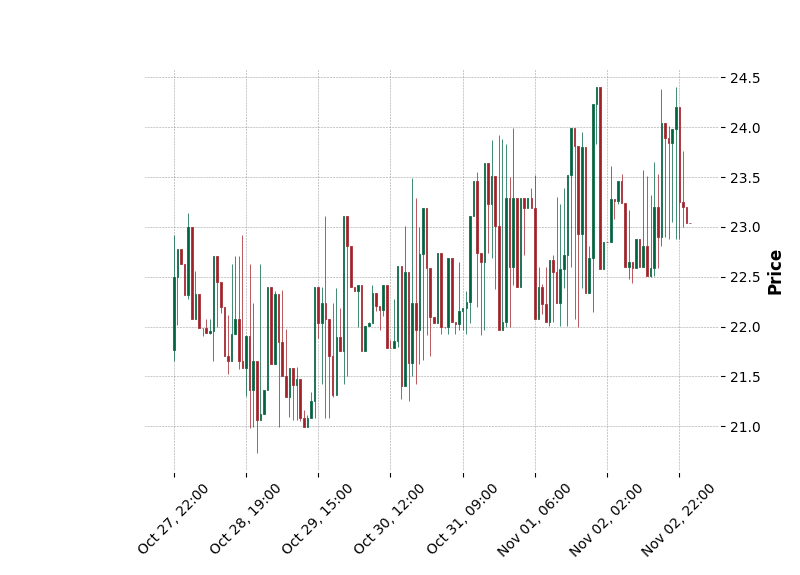 24.5
24.0
23.5
23.0
22.5
22.0
21.5
21.0
Price
Oct 27, 22:00
Oct 28, 19:00
Oct 29, 15:00
Oct 30, 12:00
Oct 31, 09:00
Nov 01, 06:00
Nov 02, 02:00
Nov 02, 22:00